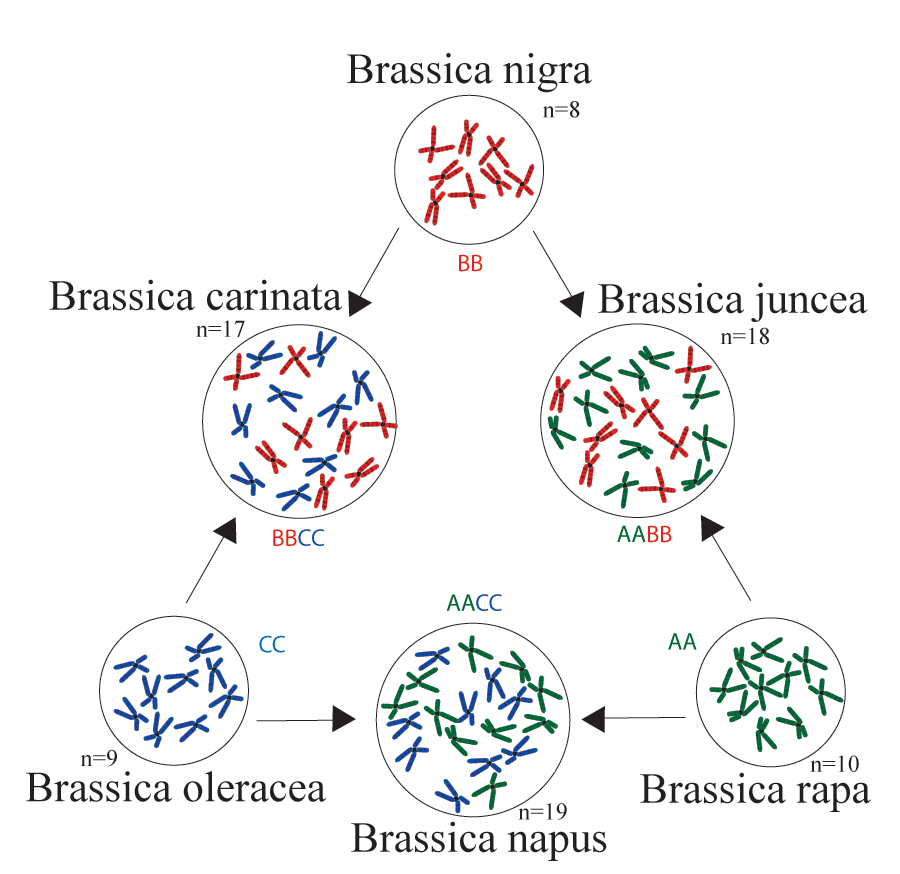 Brassica nigra
n=8
BB
Brassica carinata
n=17
Brassica juncea
n=18
BBCC
AABB
AACC
CC
AA
n=9
Brassica oleracea
n=19
Brassica napus
n=10
Brassica rapa